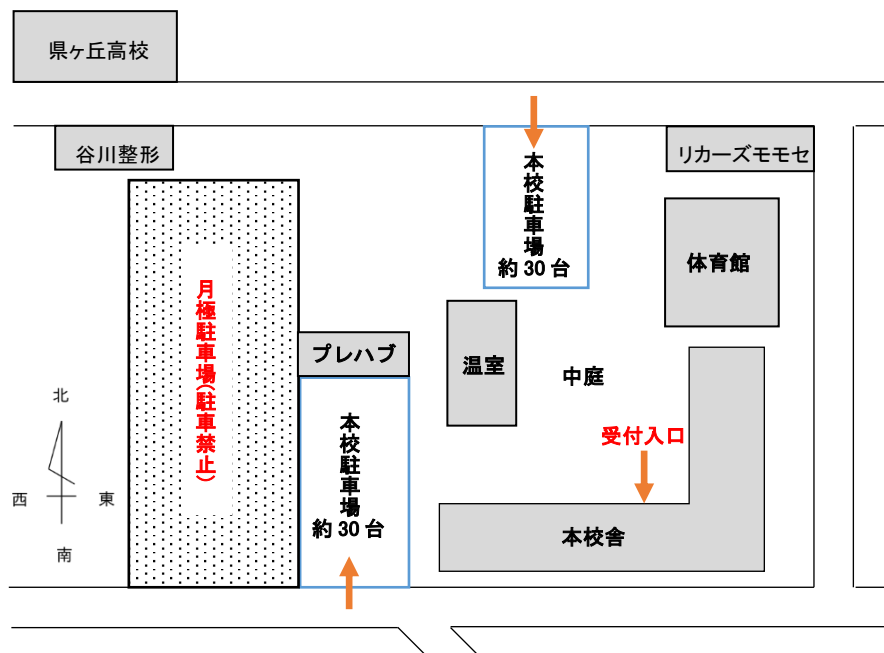 県ヶ丘高校
谷川整形
本校駐車場
約30台
リカーズモモセ
体育館
月極駐車場(駐車禁止)
プレハブ
温室
中庭
北
西
東
南
本校駐車場
約30台
受付入口
本校舎